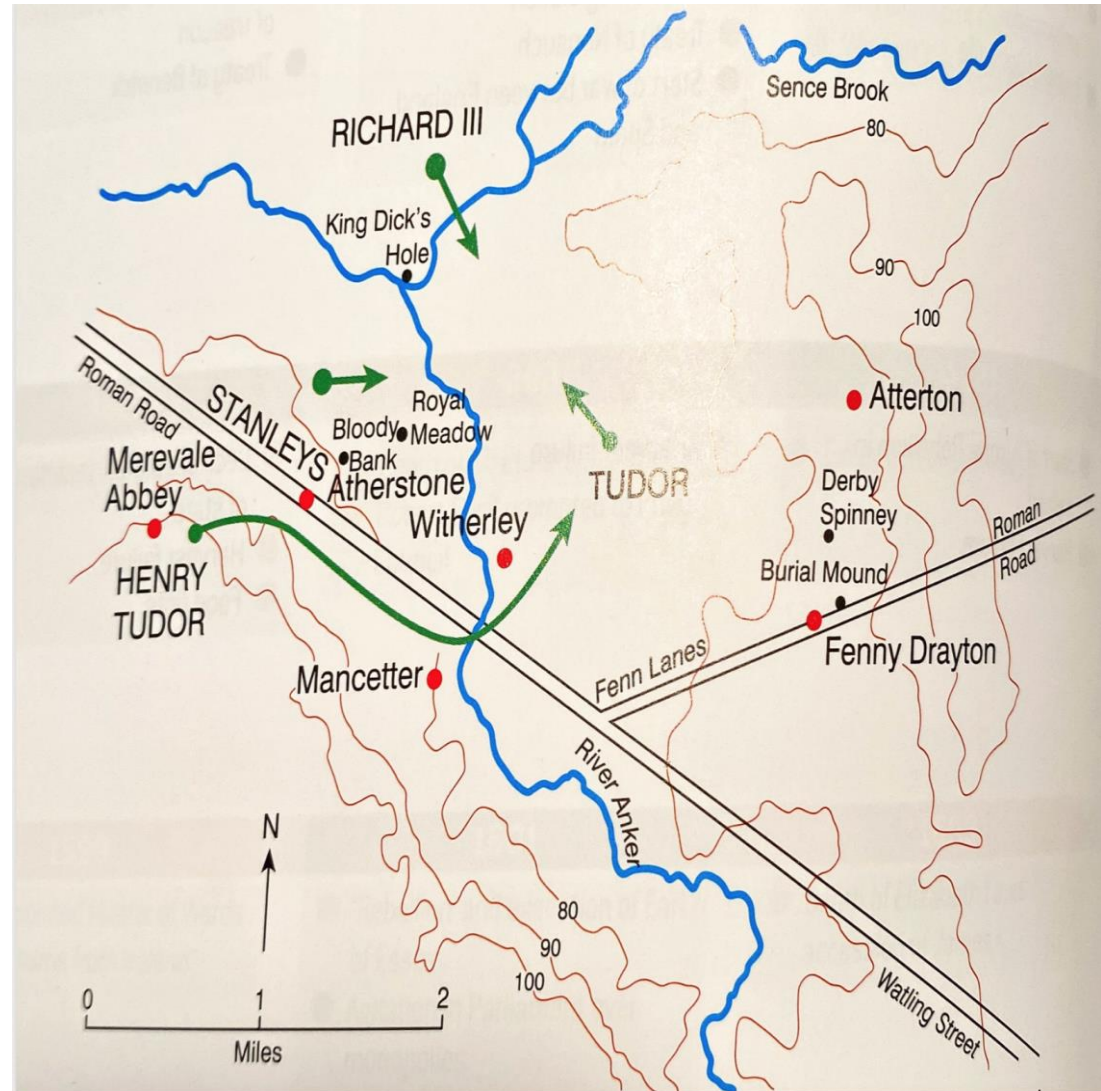 Sence Brook
80
RICHARD III
King Dick's
Hole
90
100
Roman Road
STANLEYS
Royal
Meadow
Bloody
Bank
Atterton
Merevale
Abbey
Atherstone
Witherley
TUDOR
Derby
Spinney
Roman
Road
Burial Mound
HENRY
TUDOR
Fenn Lanes
Fenny Drayton
Mancetter
River Anker
N
80
90
100
Watling Street
0 1 2
Miles